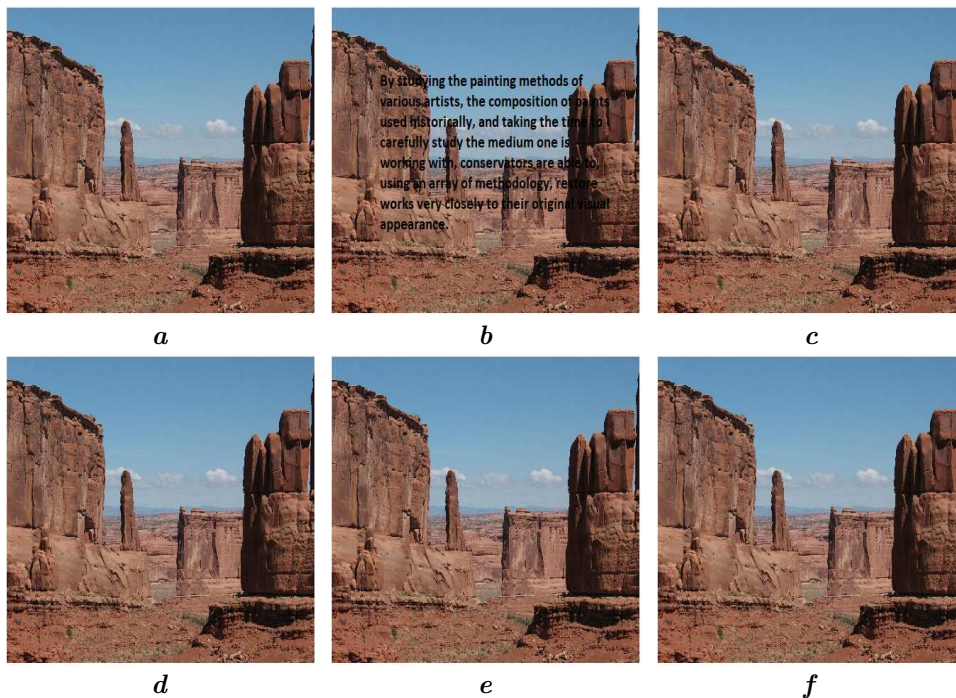 By studying the painting methods of
various artists, the composition of paints
used historically, and taking the time to
carefully study the medium one is
working with, conservators are able to,
using an array of methodology, restore
works very closely to their original visual
appearance.
a b c
d e f